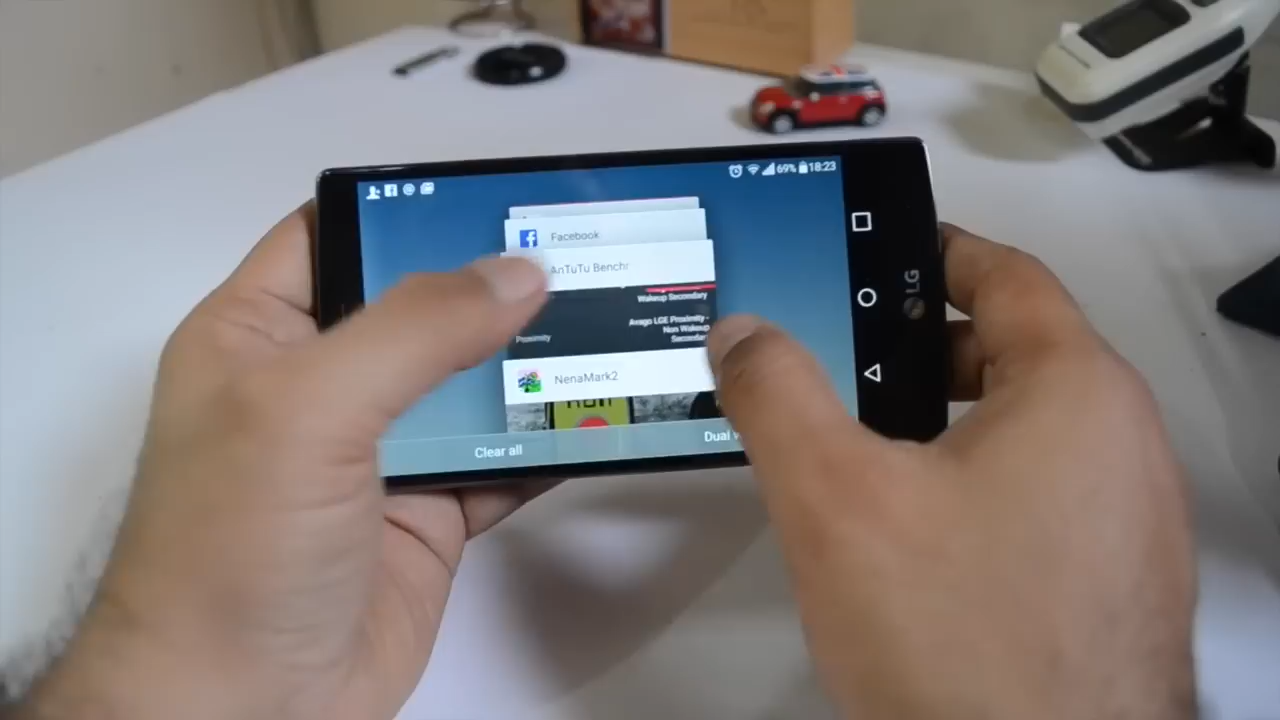 69% 18:23
Facebook
AnTuTu Benchr
Wakeup Secondary
Avago LGE Proximity -
Non Wakeup
Secondary
Proximity
NenaMark2
Clear all
Dual
LG